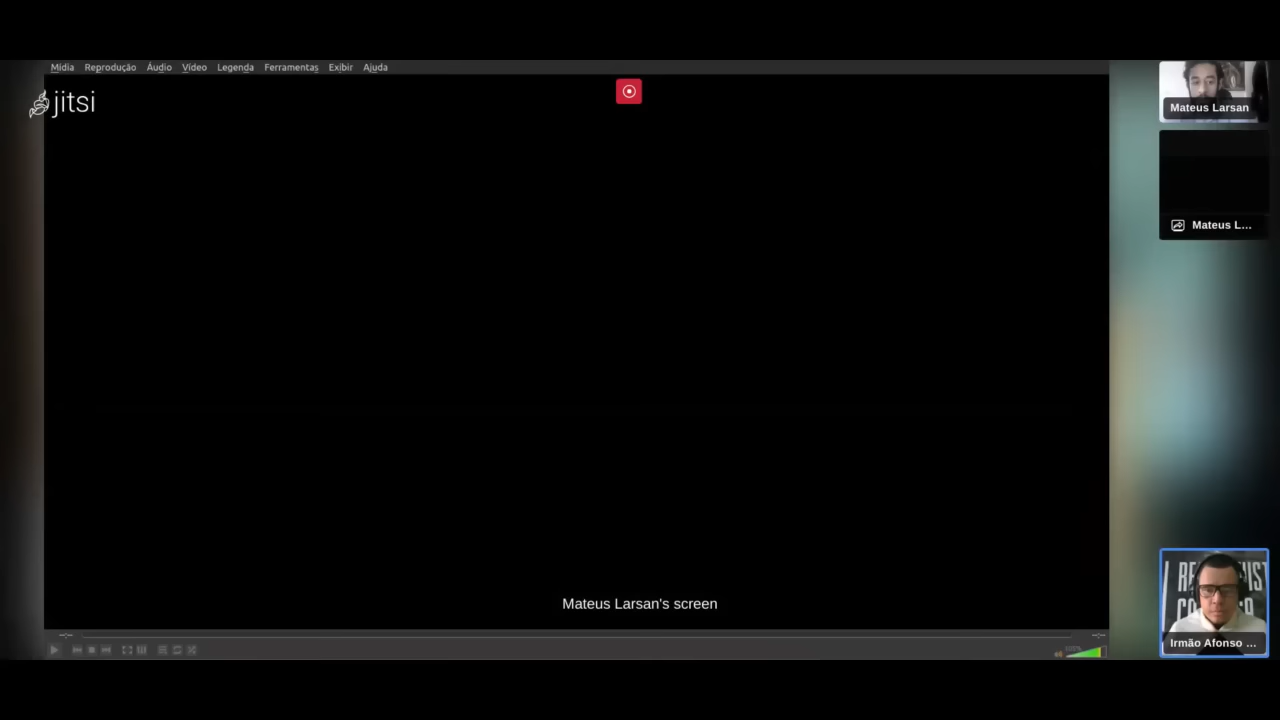 Mídia Reprodução Áudio Vídeo Legenda Ferramentas Exibir Ajuda
jitsi
Mateus Larsan
Mateus L...
Mateus Larsan's screen
Irmão Afonso ...
--:--
--:--